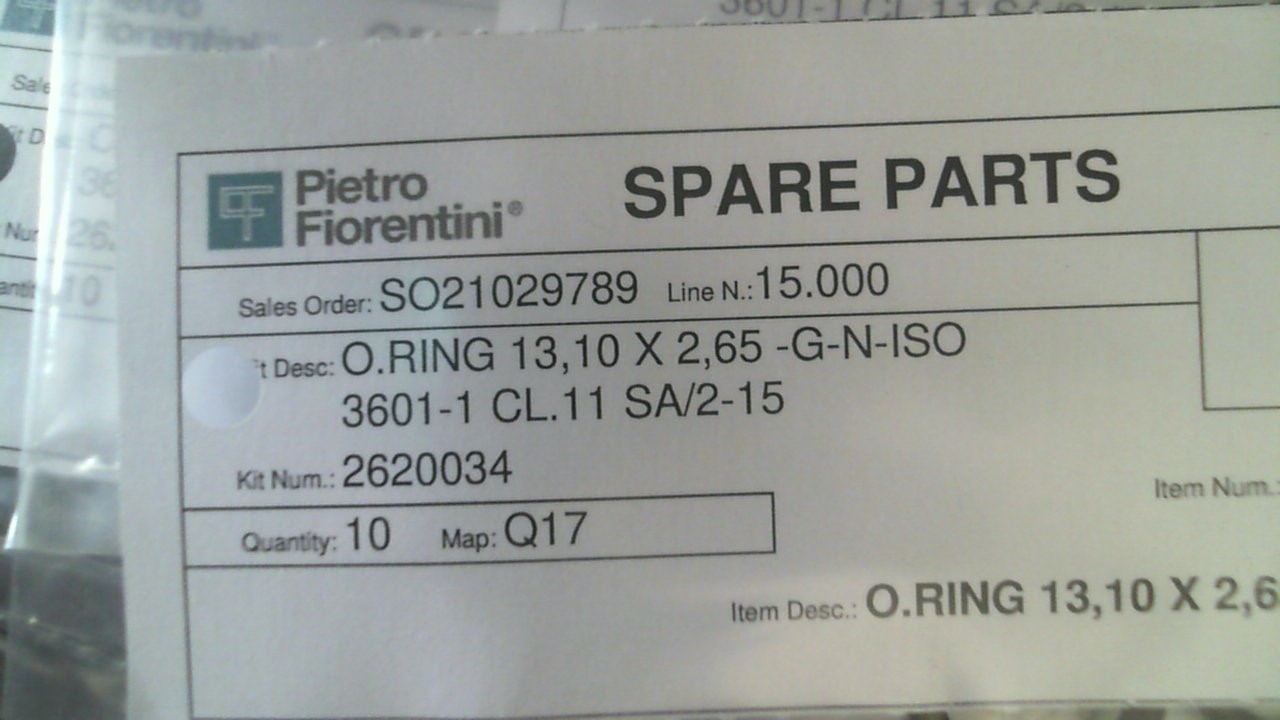 Pietro
Fiorentini®
SPARE PARTS
Sales Order: SO21029789 Line N.: 15.000
t Desc: O.RING 13,10 X 2,65 -G-N-ISO
3601-1 CL.11 SA/2-15
Kit Num.: 2620034
Item Num.:
Quantity: 10 Map: Q17
Item Desc.: O.RING 13,10 X 2,6